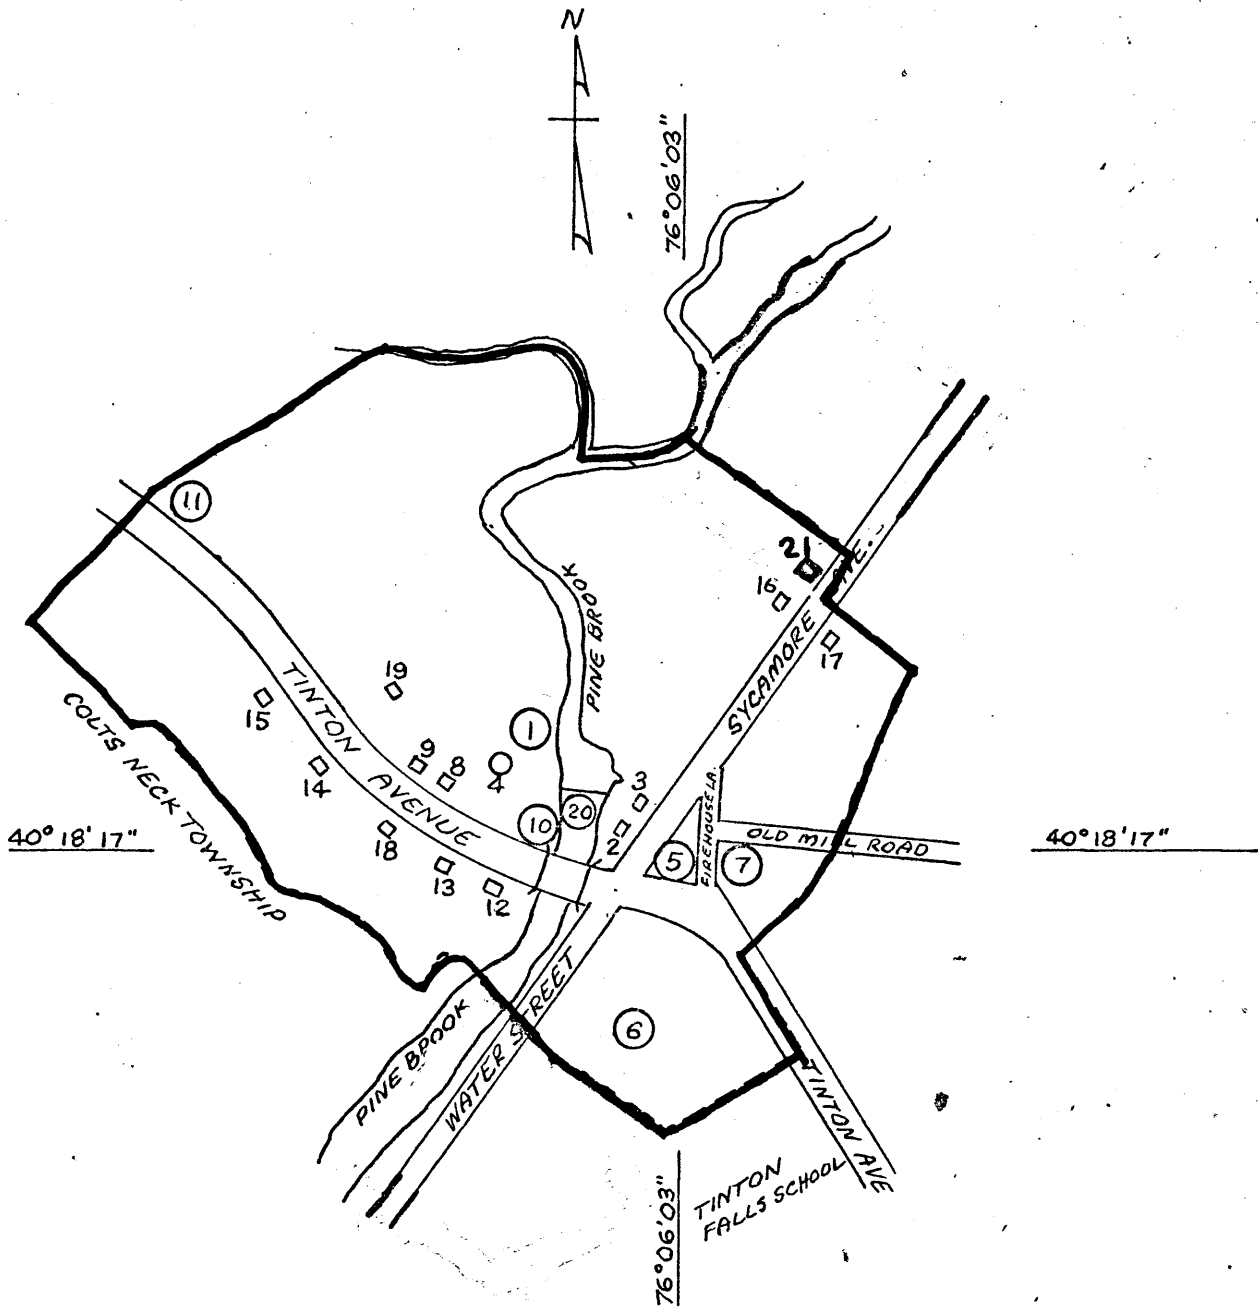 N
76°06'03"
11
21
16
17
SYCAMORE AVE.
PINE BROOK
19
15
TINTON AVENUE
1
9
8
4
14
COLTS NECK TOWNSHIP
3
2
10
20
FIREHOUSE LA.
OLD MILL ROAD
5
7
40°18'17"
40°18'17"
18
13
12
PINE BROOK
WATER STREET
6
TINTON AVE
TINTON
FALLS SCHOOL
76°06'03"